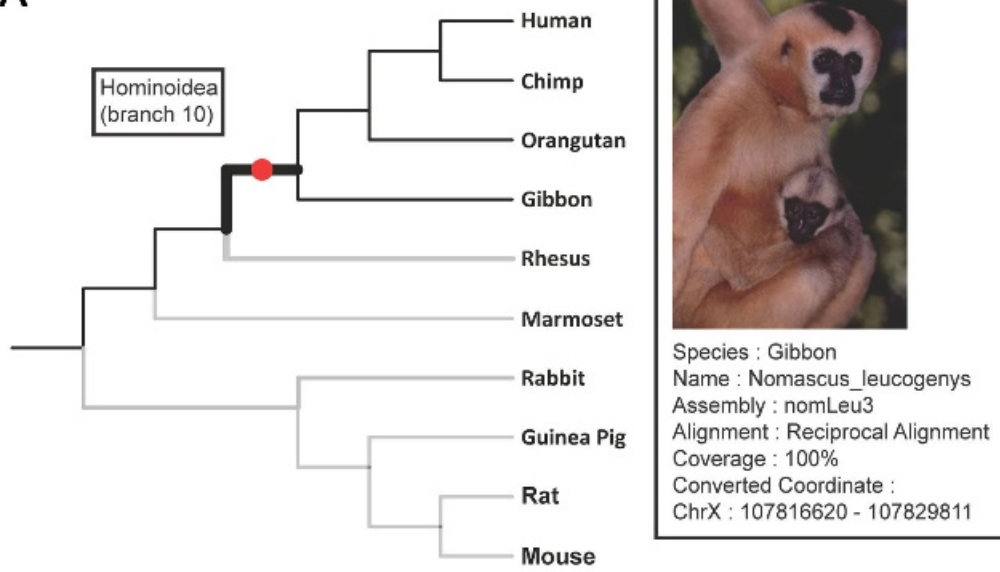 A
Hominoidea
(branch 10)
Human
Chimp
Orangutan
Gibbon
Rhesus
Marmoset
Rabbit
Guinea Pig
Rat
Mouse
Species : Gibbon
Name : Nomascus_leucogenys
Assembly : nomLeu3
Alignment : Reciprocal Alignment
Coverage : 100%
Converted Coordinate :
ChrX : 107816620 - 107829811